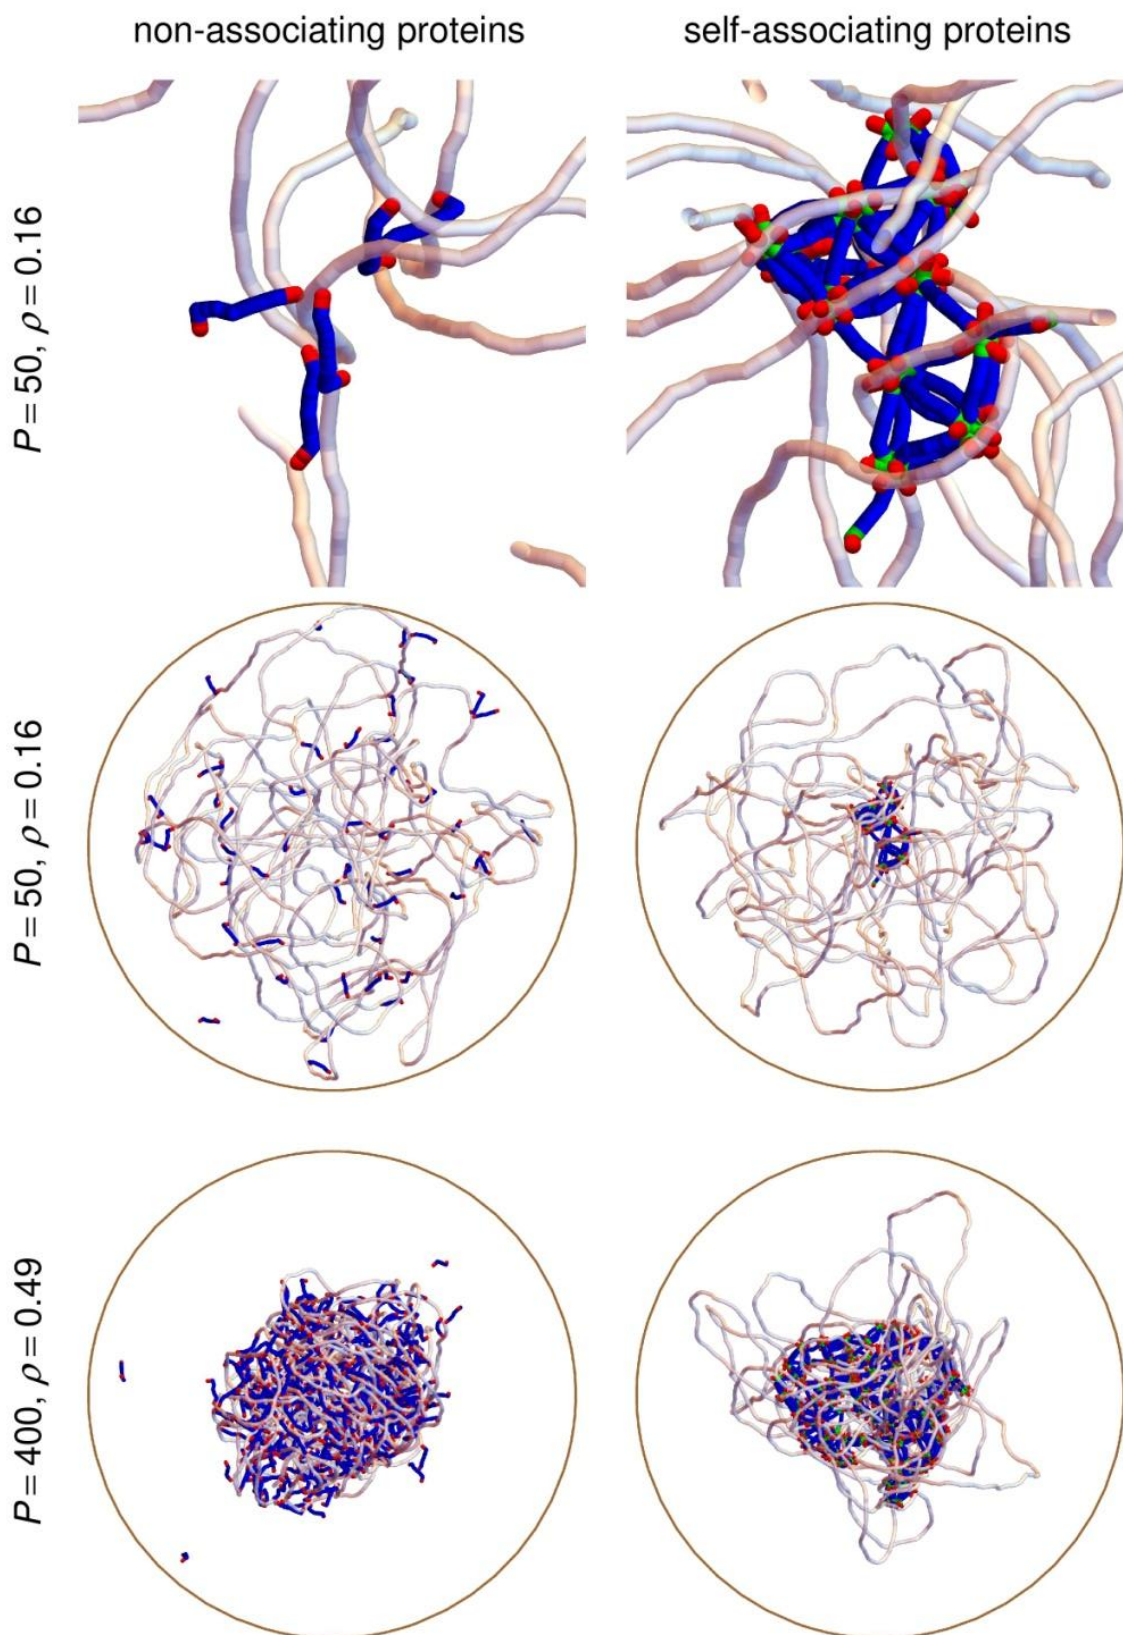 non-associating proteins
self-associating proteins
P = 50, ρ = 0.16
P = 50, ρ = 0.16
P = 400, ρ = 0.49